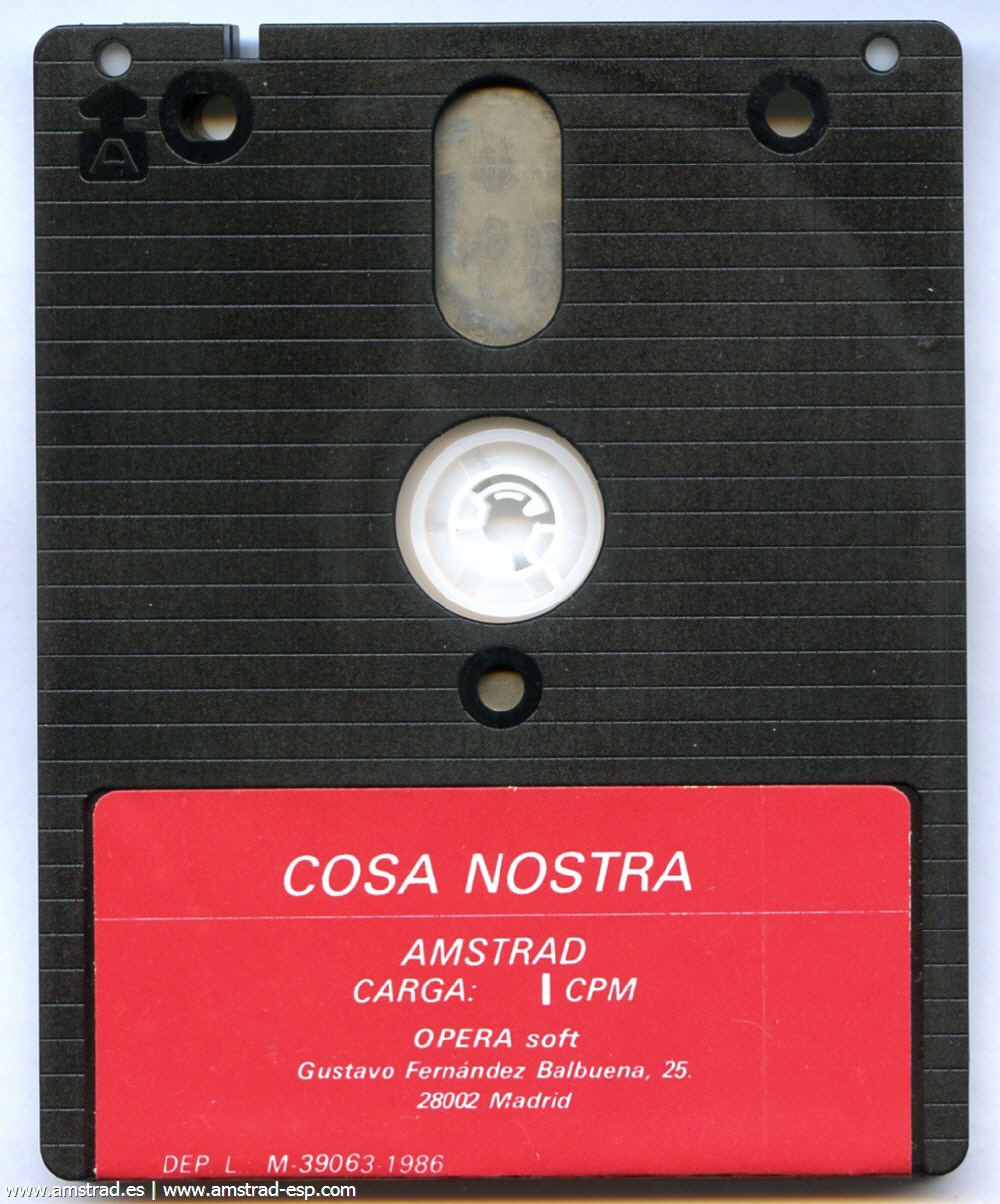 A
COSA NOSTRA
AMSTRAD
CARGA: | CPM
OPERA soft
Gustavo Fernández Balbuena, 25.
28002 Madrid
DEP. L. M-39063-1986
www.amstrad.es | www.amstrad-esp.com